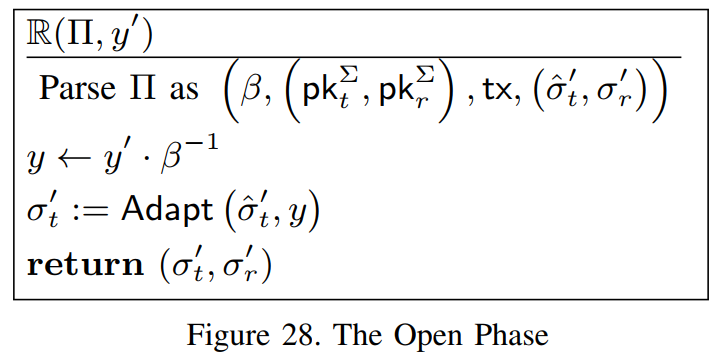 ℝ(Π, y′)
Parse Π as (β, (pk_t^Σ, pk_r^Σ), tx, (σ̂′_t, σ′_r))
y ← y′ · β⁻¹
σ′_t := Adapt (σ̂′_t, y)
return (σ′_t, σ′_r)
Figure 28. The Open Phase